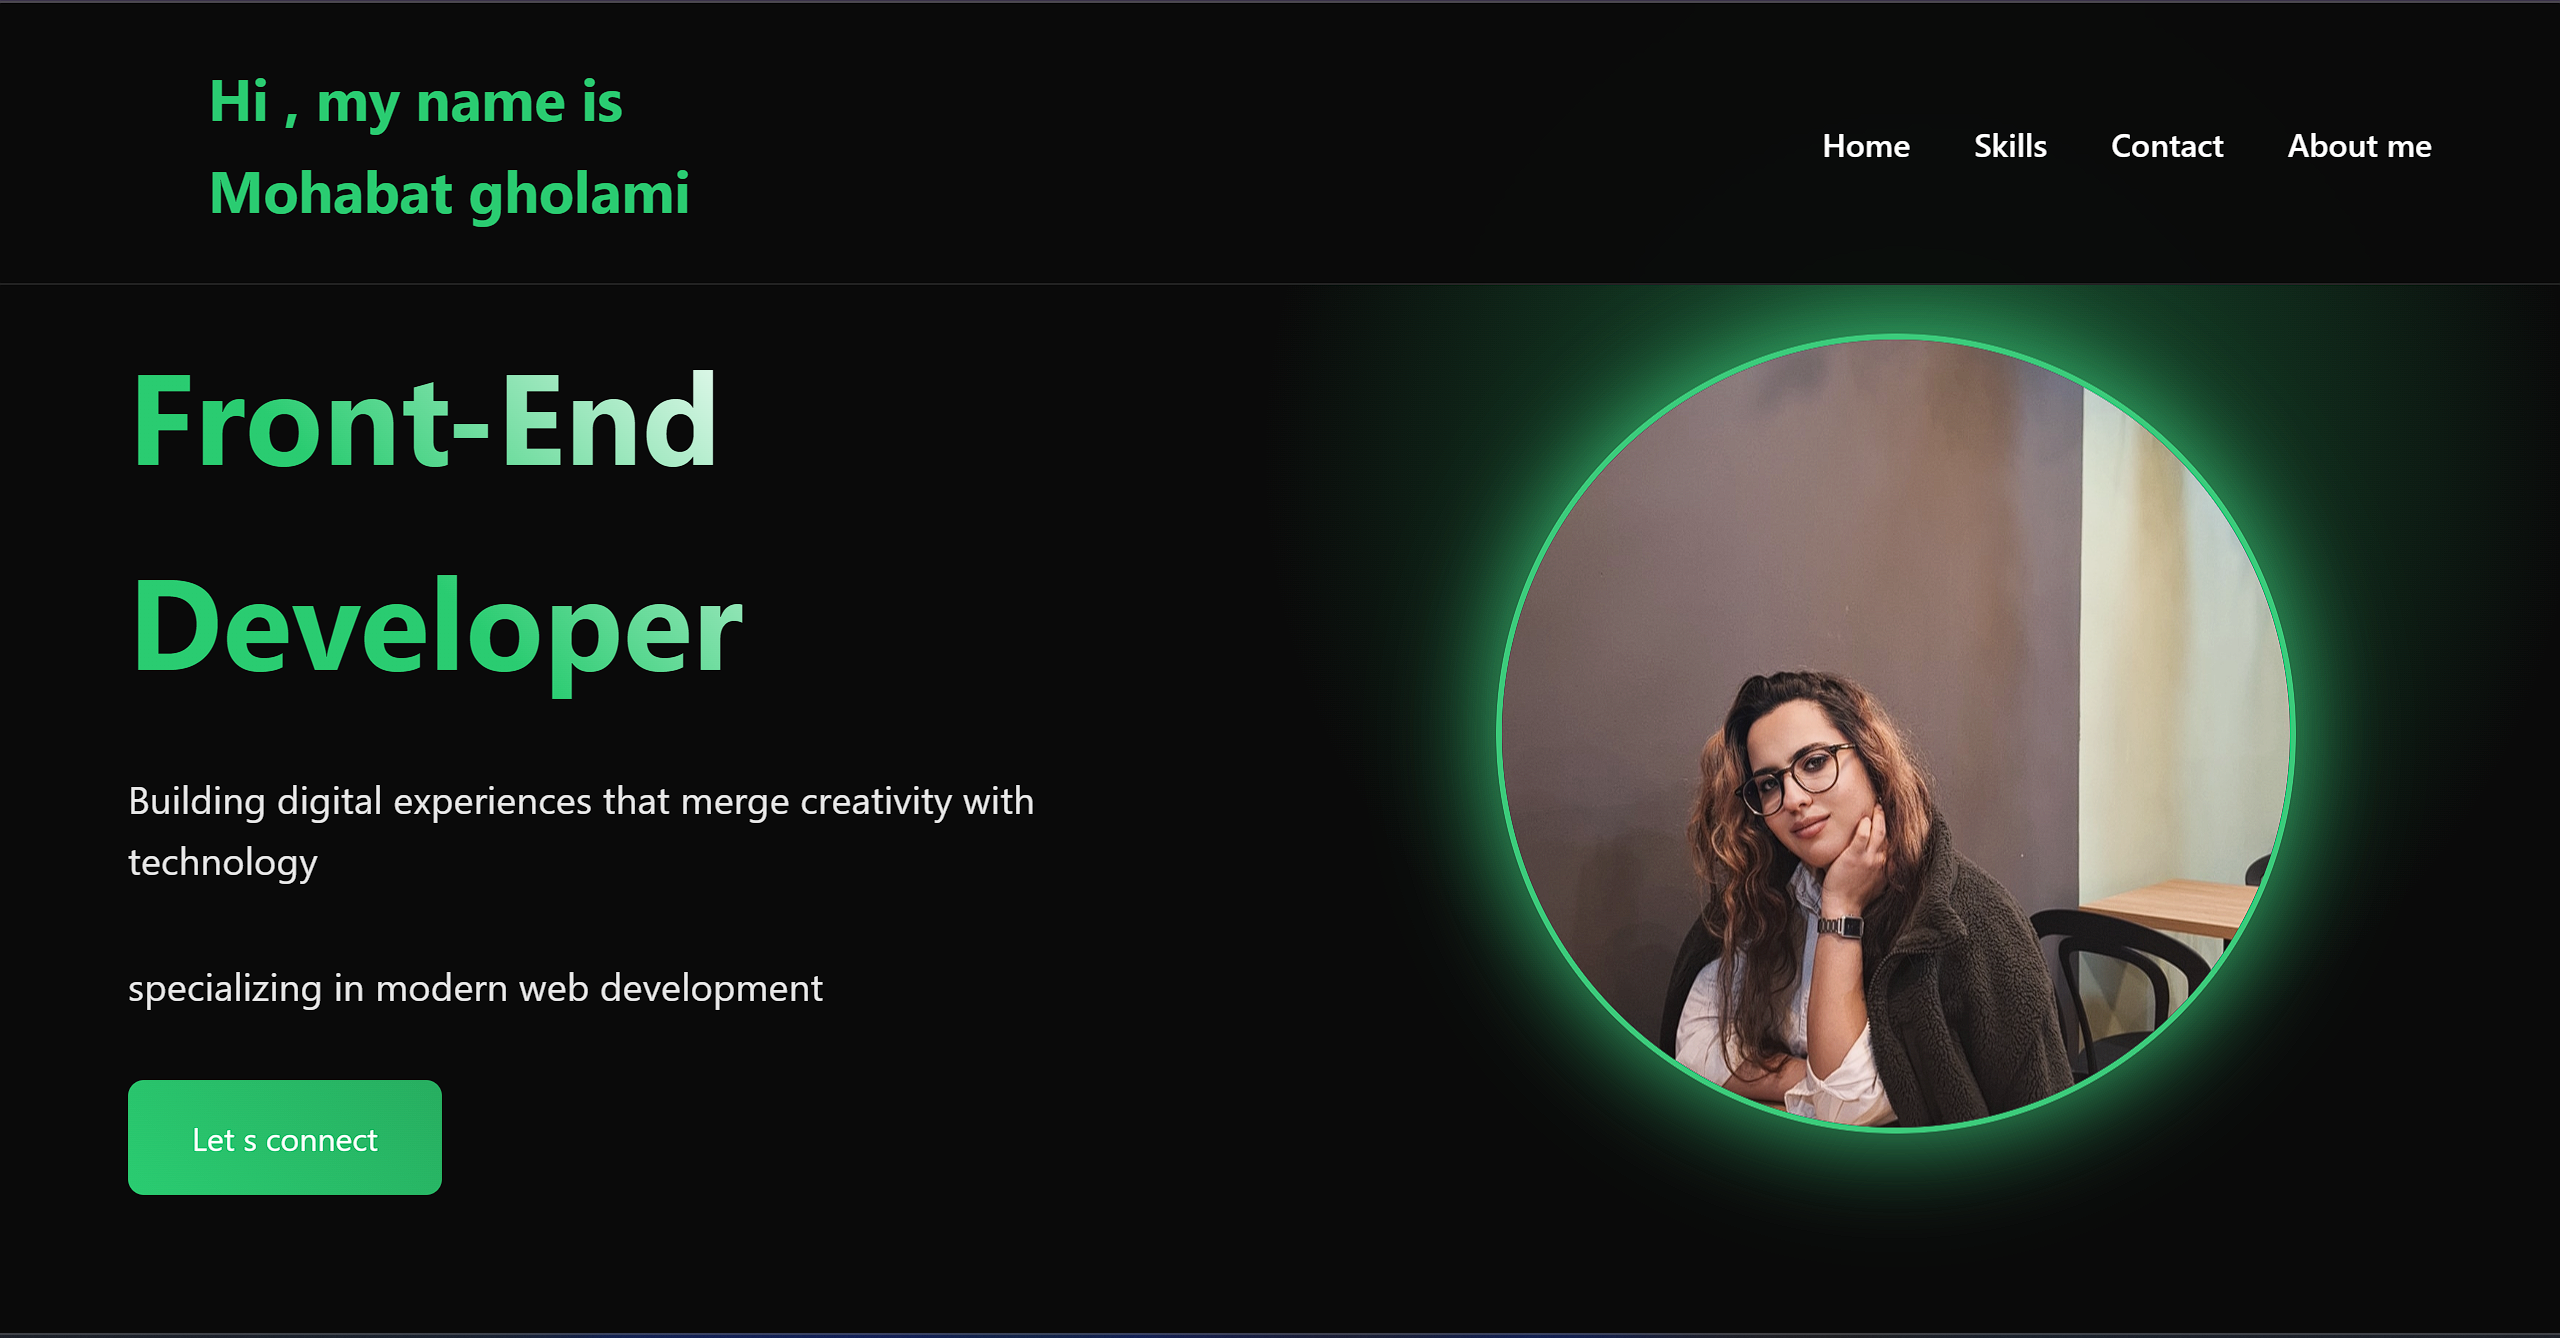 Hi , my name is
Mohabat gholami
Home Skills Contact About me
Front-End
Developer
Building digital experiences that merge creativity with
technology
specializing in modern web development
Let s connect